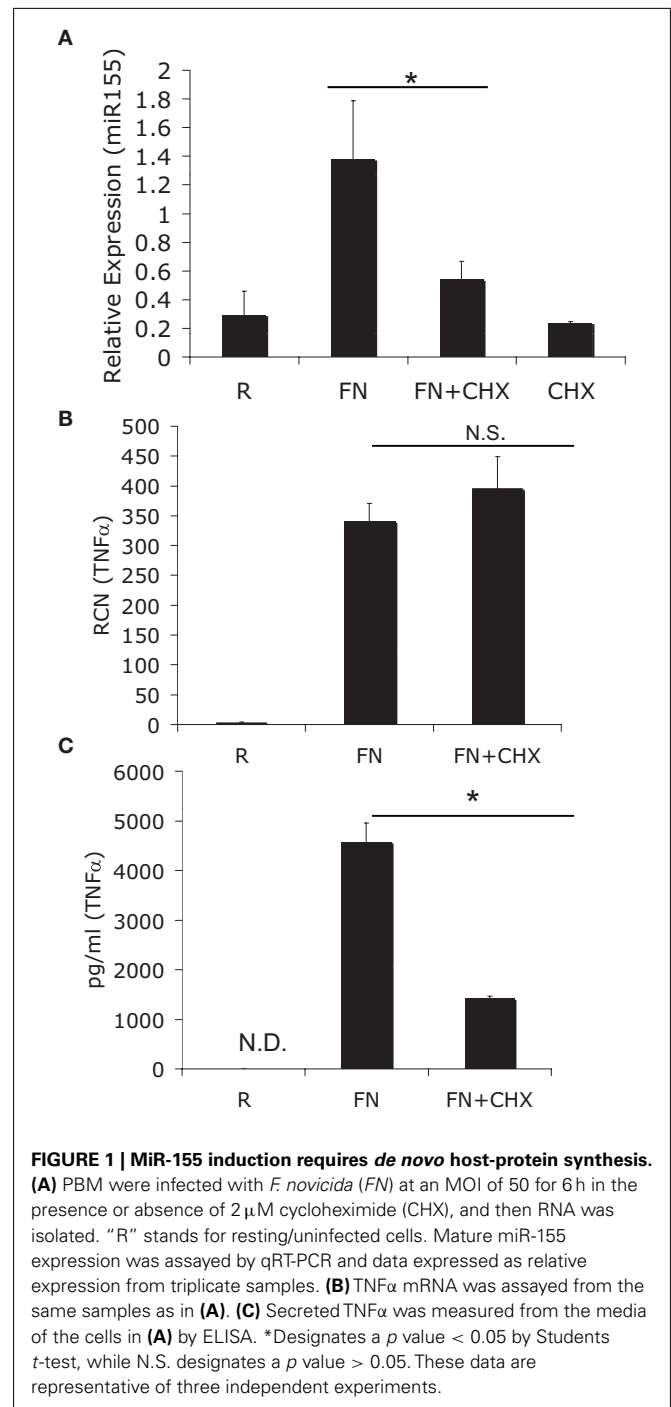 A
*
Relative Expression (miR155)
2
1.8
1.6
1.4
1.2
1
0.8
0.6
0.4
0.2
0
R FN FN+CHX CHX
B
N.S.
RCN (TNFα)
500
450
400
350
300
250
200
150
100
50
0
R FN FN+CHX
C
*
pg/ml (TNFα)
6000
5000
4000
3000
2000
1000
0
N.D.
R FN FN+CHX
FIGURE 1 | MiR-155 induction requires de novo host-protein synthesis.
(A) PBM were infected with F. novicida (FN) at an MOI of 50 for 6 h in the
presence or absence of 2 μM cycloheximide (CHX), and then RNA was
isolated. “R” stands for resting/uninfected cells. Mature miR-155
expression was assayed by qRT-PCR and data expressed as relative
expression from triplicate samples. (B) TNFα mRNA was assayed from the
same samples as in (A). (C) Secreted TNFα was measured from the media
of the cells in (A) by ELISA. *Designates a p value < 0.05 by Students
t-test, while N.S. designates a p value > 0.05. These data are
representative of three independent experiments.